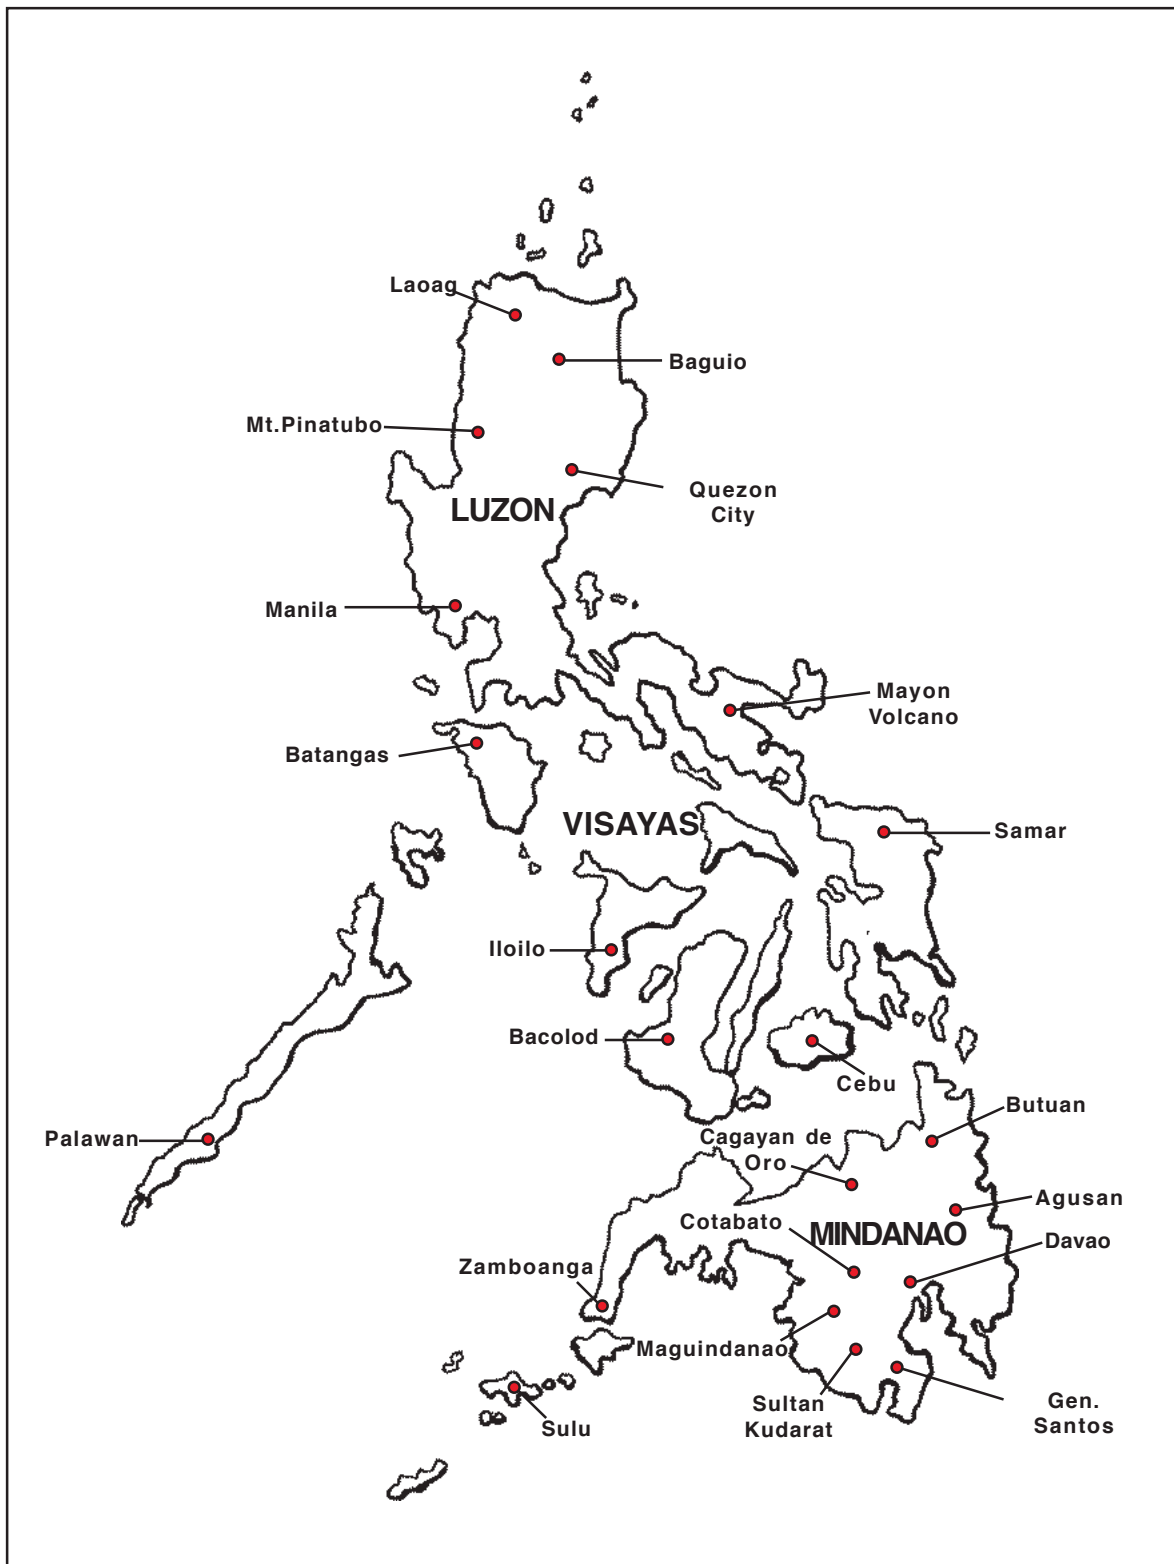 Laoag
Baguio
Mt.Pinatubo
Quezon
City
LUZON
Manila
Mayon
Volcano
Batangas
VISAYAS
Samar
Iloilo
Bacolod
Cebu
Butuan
Cagayan de
Oro
Palawan
Agusan
Cotabato
MINDANAO
Davao
Zamboanga
Maguindanao
Sultan
Kudarat
Gen.
Santos
Sulu